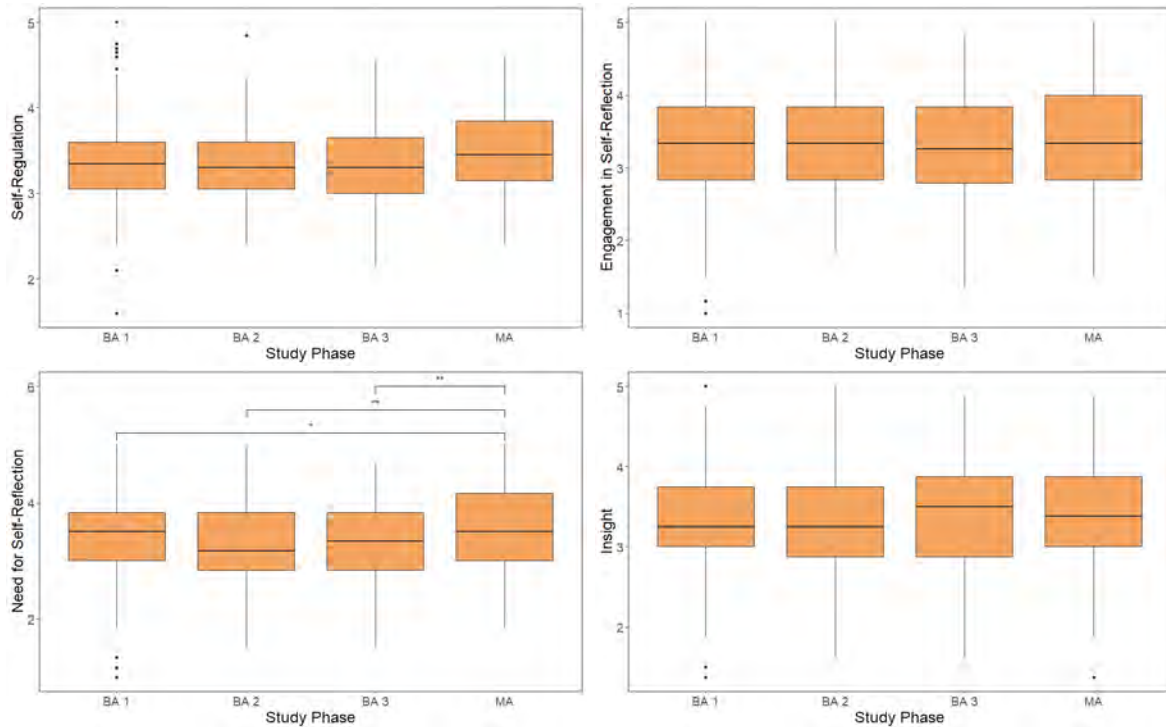 Self-Regulation
5
4
3
2
BA 1 BA 2 BA 3 MA
Study Phase
Engagement in Self-Reflection
5
4
3
2
1
BA 1 BA 2 BA 3 MA
Study Phase
Need for Self-Reflection
6
4
2
**
*
BA 1 BA 2 BA 3 MA
Study Phase
Insight
5
4
3
2
BA 1 BA 2 BA 3 MA
Study Phase